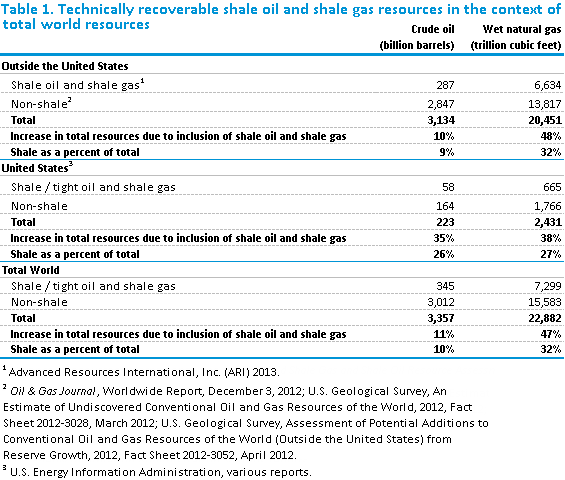 Table 1. Technically recoverable shale oil and shale gas resources in the context of
total world resources
Crude oil Wet natural gas
(billion barrels) (trillion cubic feet)
Outside the United States
Shale oil and shale gas¹ 287 6,634
Non-shale² 2,847 13,817
Total 3,134 20,451
Increase in total resources due to inclusion of shale oil and shale gas 10% 48%
Shale as a percent of total 9% 32%
United States³
Shale / tight oil and shale gas 58 665
Non-shale 164 1,766
Total 223 2,431
Increase in total resources due to inclusion of shale oil and shale gas 35% 38%
Shale as a percent of total 26% 27%
Total World
Shale / tight oil and shale gas 345 7,299
Non-shale 3,012 15,583
Total 3,357 22,882
Increase in total resources due to inclusion of shale oil and shale gas 11% 47%
Shale as a percent of total 10% 32%
¹ Advanced Resources International, Inc. (ARI) 2013.
² Oil & Gas Journal, Worldwide Report, December 3, 2012; U.S. Geological Survey, An
Estimate of Undiscovered Conventional Oil and Gas Resources of the World, 2012, Fact
Sheet 2012-3028, March 2012; U.S. Geological Survey, Assessment of Potential Additions to
Conventional Oil and Gas Resources of the World (Outside the United States) from
Reserve Growth, 2012, Fact Sheet 2012-3052, April 2012.
³ U.S. Energy Information Administration, various reports.